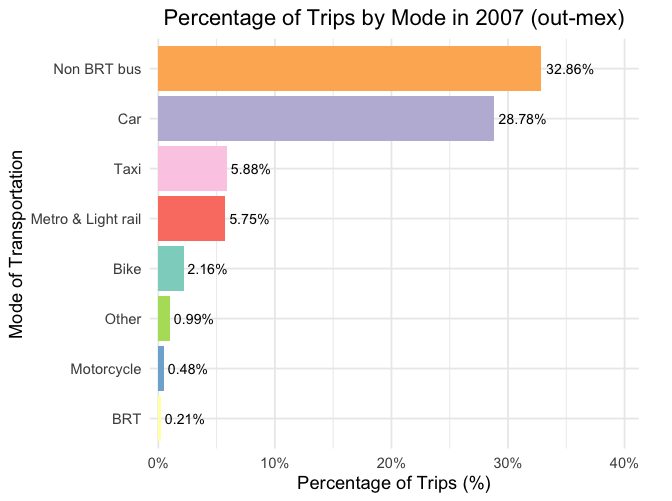 Percentage of Trips by Mode in 2007 (out-mex)
Mode of Transportation
Non BRT bus 32.86%
Car 28.78%
Taxi 5.88%
Metro & Light rail 5.75%
Bike 2.16%
Other 0.99%
Motorcycle 0.48%
BRT 0.21%
0% 10% 20% 30% 40%
Percentage of Trips (%)